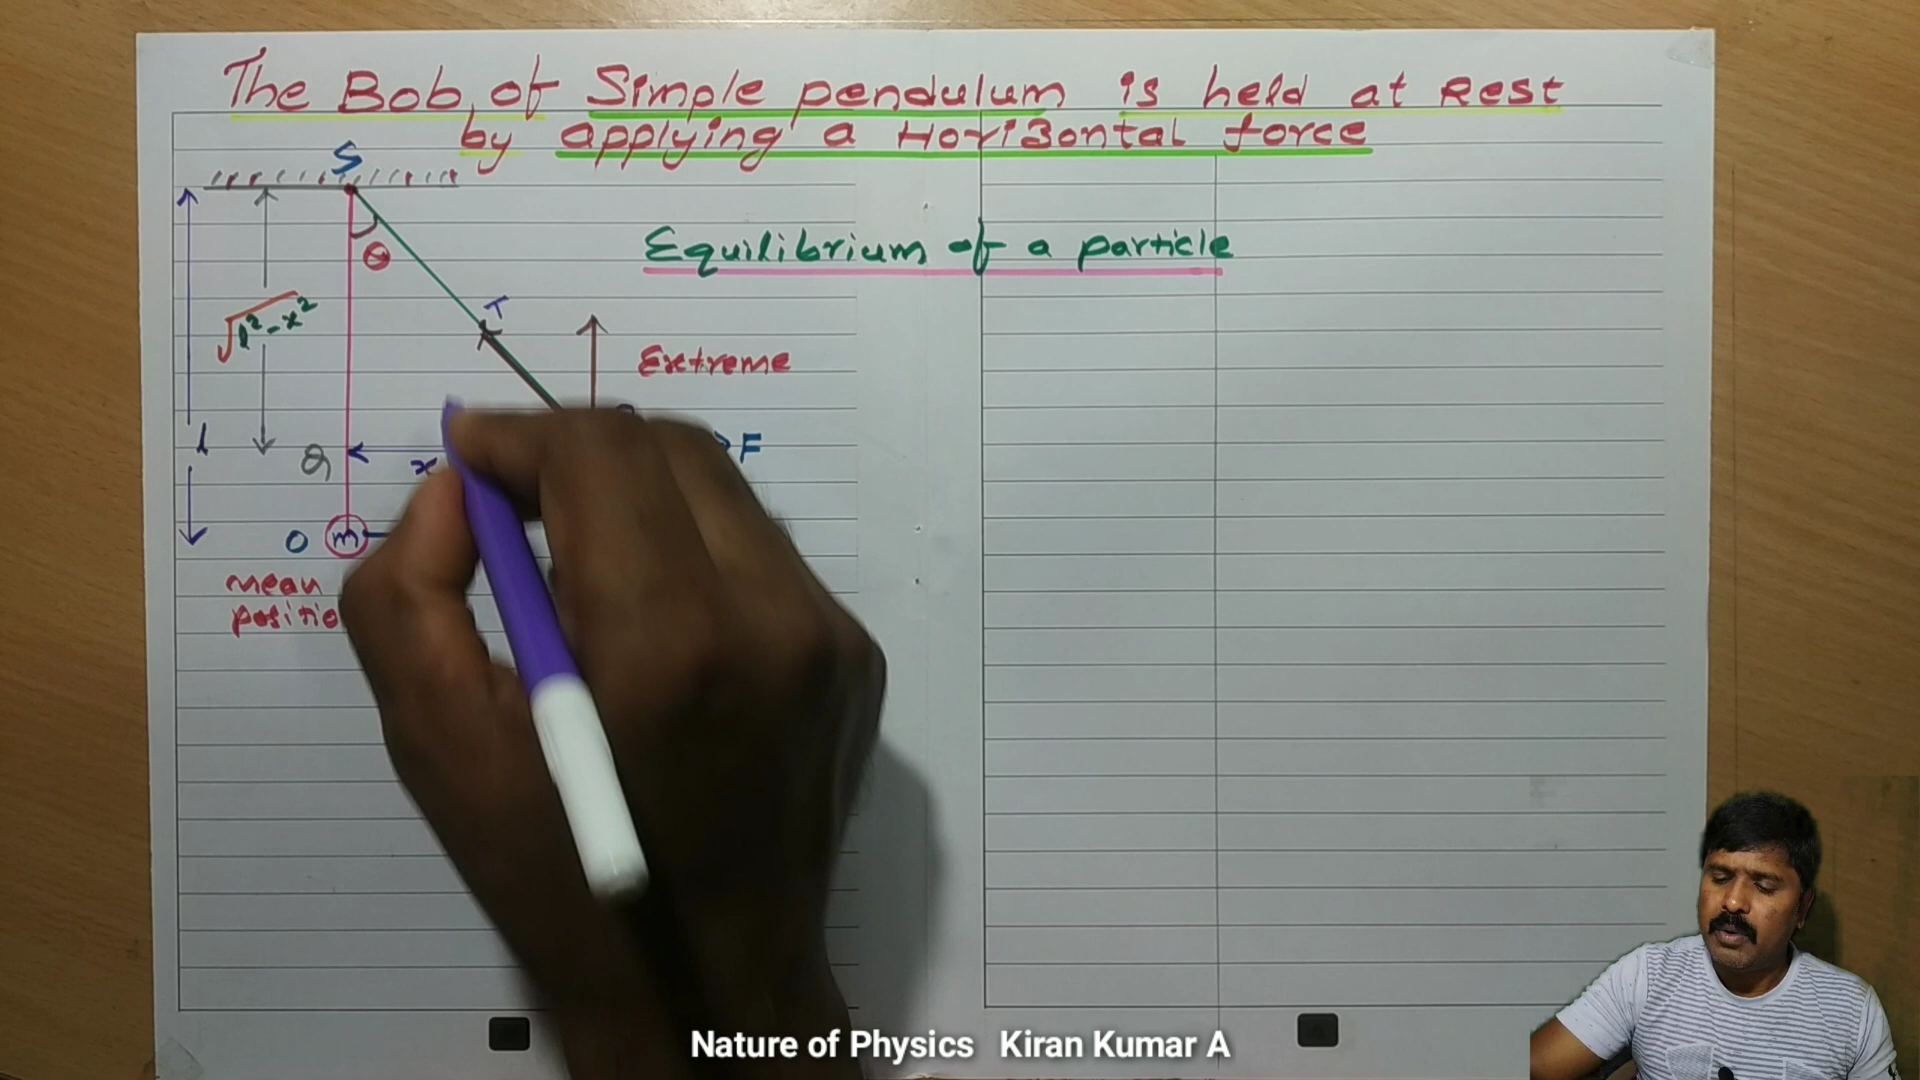 The Bob of Simple pendulum is held at Rest
by applying a Horizontal force
S
θ
Equilibrium of a particle
√l²-x²
T
Extreme
l
Q
x
F
O
m
mean
positio
Nature of Physics Kiran Kumar A